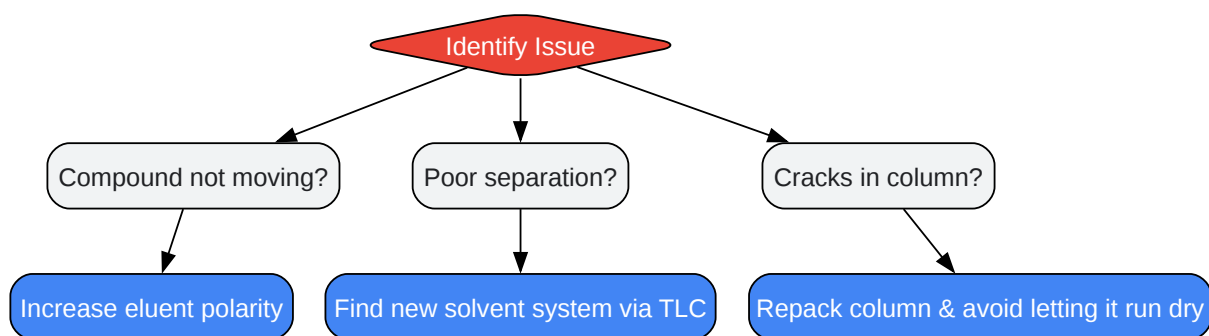 Identify Issue
Compound not moving?
Poor separation?
Cracks in column?
Increase eluent polarity
Find new solvent system via TLC
Repack column & avoid letting it run dry